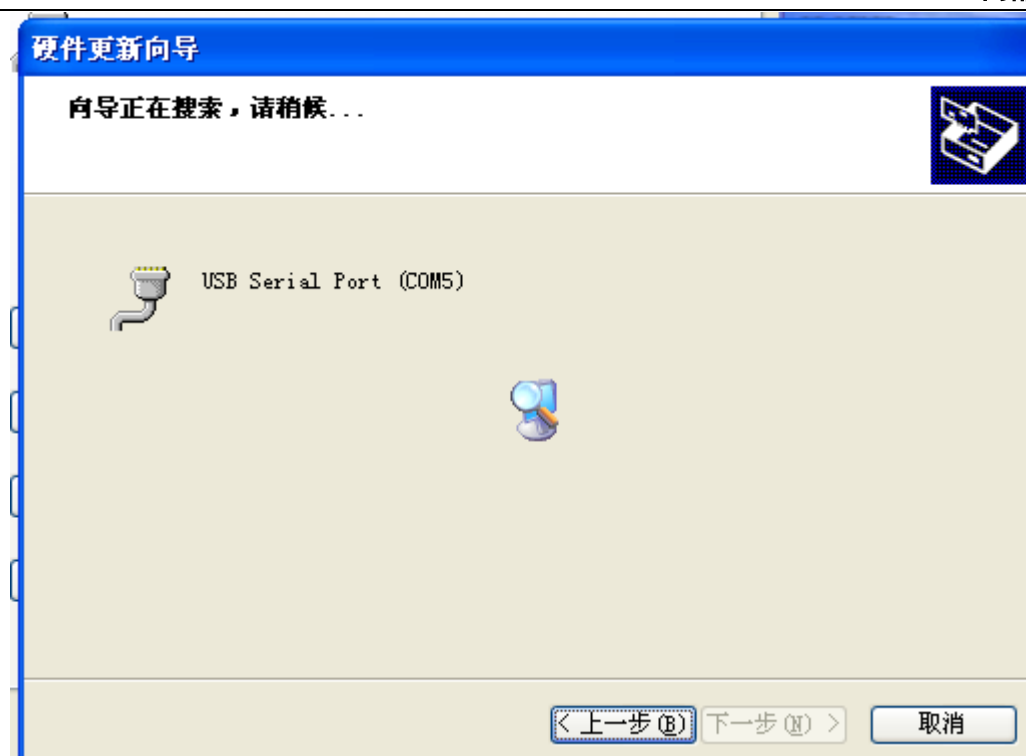 硬件更新向导
向导正在搜索，请稍候...
USB Serial Port (COM5)
< 上一步(B) 下一步(N) > 取消